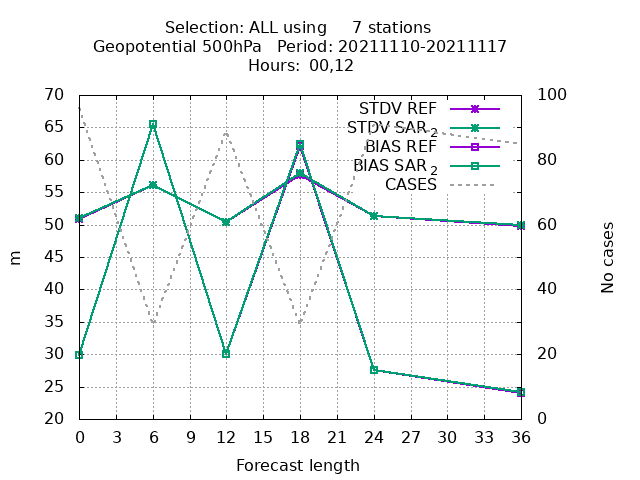 Selection: ALL using     7 stations
Geopotential 500hPa   Period: 20211110-20211117
Hours: 00,12
70 100
STDV REF
65 STDV SAR 2
BIAS REF
60 80
BIAS SAR 2
CASES
55
50 60
m No cases
45
40 40
35
30 20
25
20 0
0 3 6 9 12 15 18 21 24 27 30 33 36
Forecast length